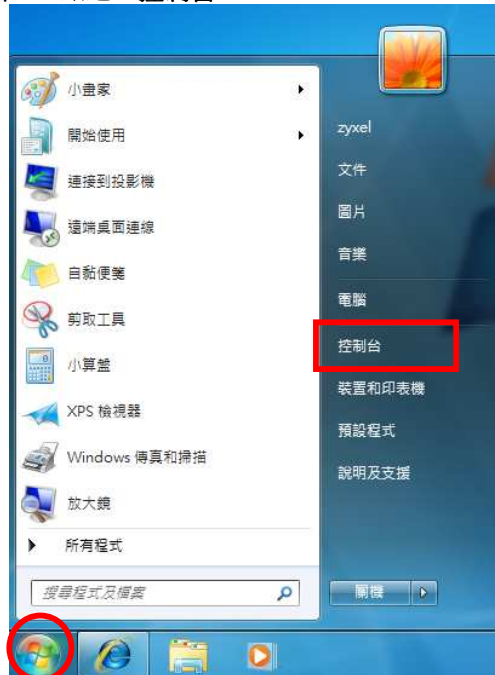 小畫家
開始使用
連接到投影機
遠端桌面連線
自黏便箋
剪取工具
小算盤
XPS 檢視器
Windows 傳真和掃描
放大鏡
所有程式
搜尋程式及檔案
zyxel
文件
圖片
音樂
電腦
控制台
裝置和印表機
預設程式
說明及支援
關機